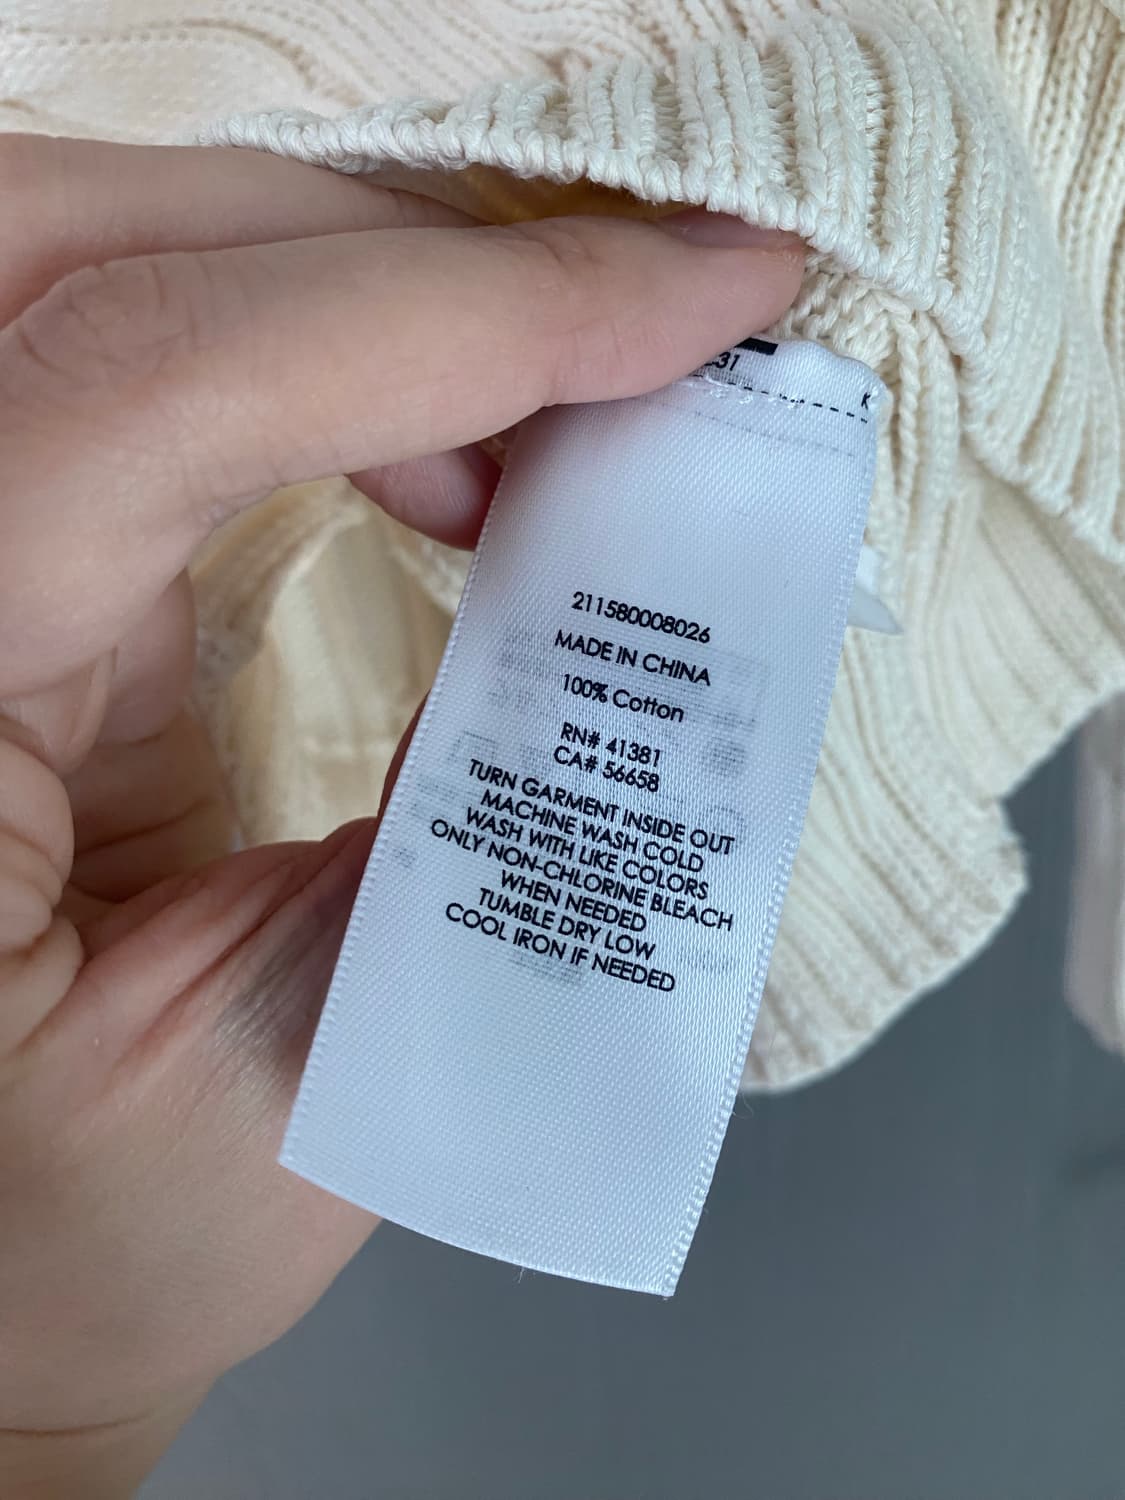 31
K
211580008026
MADE IN CHINA
100% Cotton
RN# 41381
CA# 56658
TURN GARMENT INSIDE OUT
MACHINE WASH COLD
WASH WITH LIKE COLORS
ONLY NON-CHLORINE BLEACH
WHEN NEEDED
TUMBLE DRY LOW
COOL IRON IF NEEDED